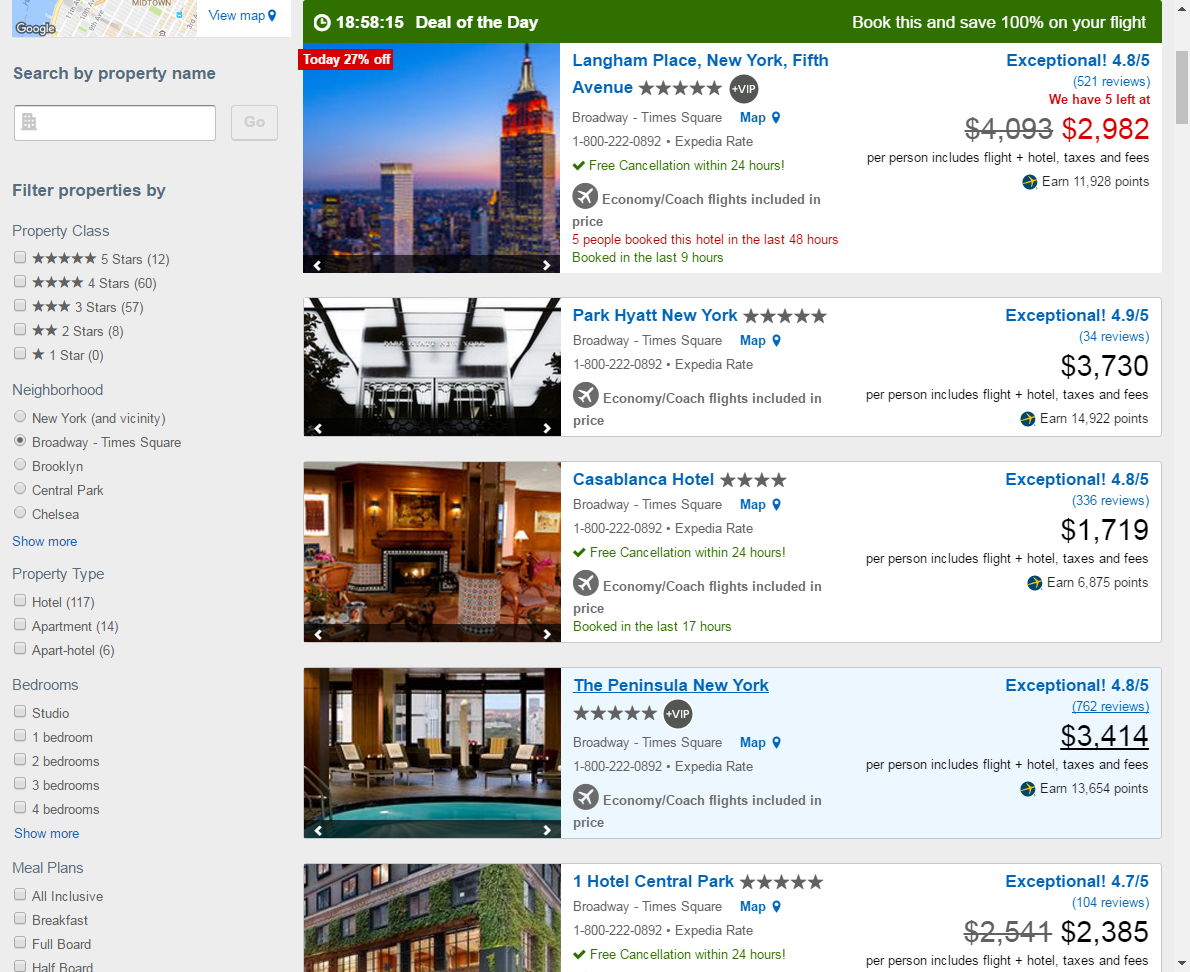 MIDTOWN
Google
View map
Search by property name
Go
Filter properties by
Property Class
★★★★★ 5 Stars (12)
★★★★ 4 Stars (60)
★★★ 3 Stars (57)
★★ 2 Stars (8)
★ 1 Star (0)
Neighborhood
New York (and vicinity)
Broadway - Times Square
Brooklyn
Central Park
Chelsea
Show more
Property Type
Hotel (117)
Apartment (14)
Apart-hotel (6)
Bedrooms
Studio
1 bedroom
2 bedrooms
3 bedrooms
4 bedrooms
Show more
Meal Plans
All Inclusive
Breakfast
Full Board
Half Board
18:58:15 Deal of the Day
Book this and save 100% on your flight
Today 27% off
Langham Place, New York, Fifth
Avenue ★★★★★ +VIP
Broadway - Times Square Map
1-800-222-0892 • Expedia Rate
Free Cancellation within 24 hours!
Economy/Coach flights included in
price
5 people booked this hotel in the last 48 hours
Booked in the last 9 hours
Exceptional! 4.8/5
(521 reviews)
We have 5 left at
$4,093 $2,982
per person includes flight + hotel, taxes and fees
Earn 11,928 points
PARK HYATT NEW YORK
Park Hyatt New York ★★★★★
Broadway - Times Square Map
1-800-222-0892 • Expedia Rate
Economy/Coach flights included in
price
Exceptional! 4.9/5
(34 reviews)
$3,730
per person includes flight + hotel, taxes and fees
Earn 14,922 points
Casablanca Hotel ★★★★
Broadway - Times Square Map
1-800-222-0892 • Expedia Rate
Free Cancellation within 24 hours!
Economy/Coach flights included in
price
Booked in the last 17 hours
Exceptional! 4.8/5
(336 reviews)
$1,719
per person includes flight + hotel, taxes and fees
Earn 6,875 points
The Peninsula New York
★★★★★ +VIP
Broadway - Times Square Map
1-800-222-0892 • Expedia Rate
Economy/Coach flights included in
price
Exceptional! 4.8/5
(762 reviews)
$3,414
per person includes flight + hotel, taxes and fees
Earn 13,654 points
1 Hotel Central Park ★★★★★
Broadway - Times Square Map
1-800-222-0892 • Expedia Rate
Free Cancellation within 24 hours!
Exceptional! 4.7/5
(104 reviews)
$2,541 $2,385
per person includes flight + hotel, taxes and fees